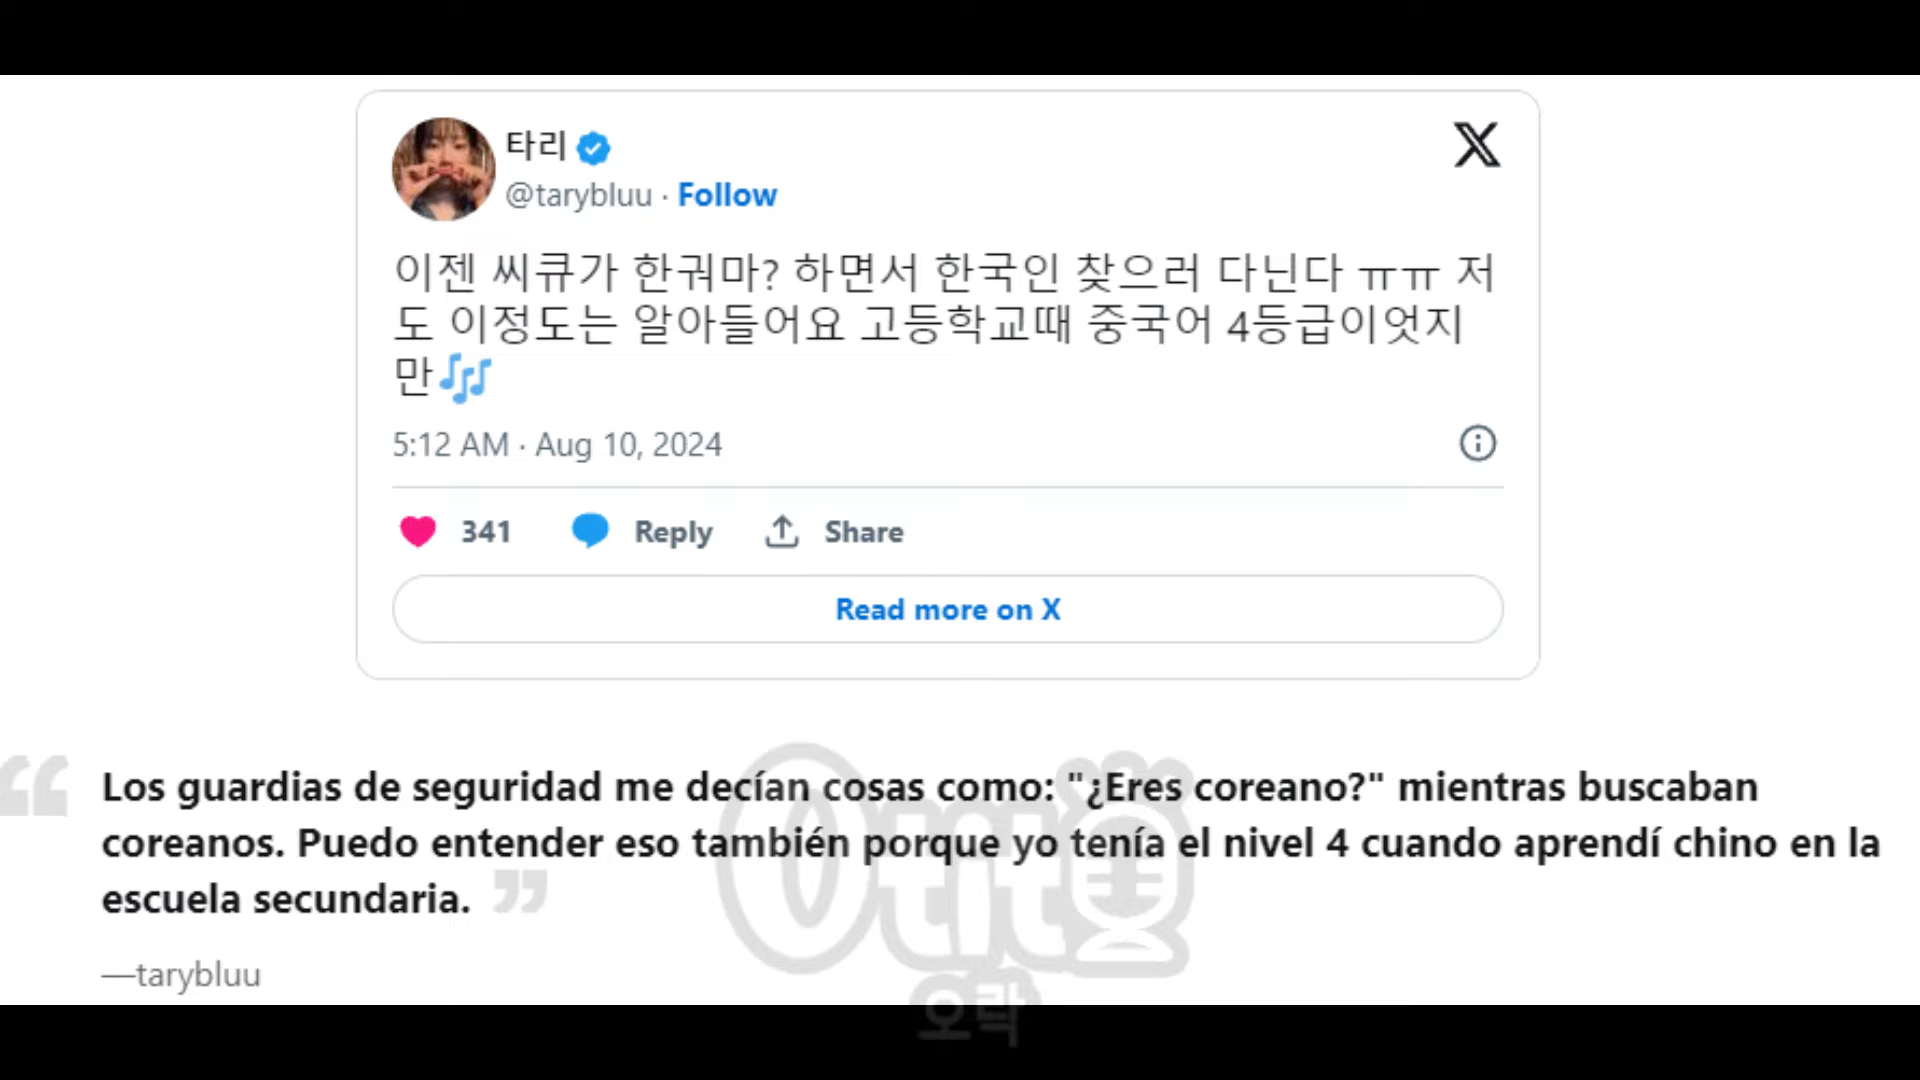 타리
@tarybluu · Follow
이젠 씨큐가 한궈마? 하면서 한국인 찾으러 다닌다 ㅠㅠ 저
도 이정도는 알아들어요 고등학교때 중국어 4등급이엇지
만🎶
5:12 AM · Aug 10, 2024
341 Reply Share
Read more on X
“Los guardias de seguridad me decían cosas como: "¿Eres coreano?" mientras buscaban
coreanos. Puedo entender eso también porque yo tenía el nivel 4 cuando aprendí chino en la
escuela secundaria. ”
—tarybluu
Otit
오락